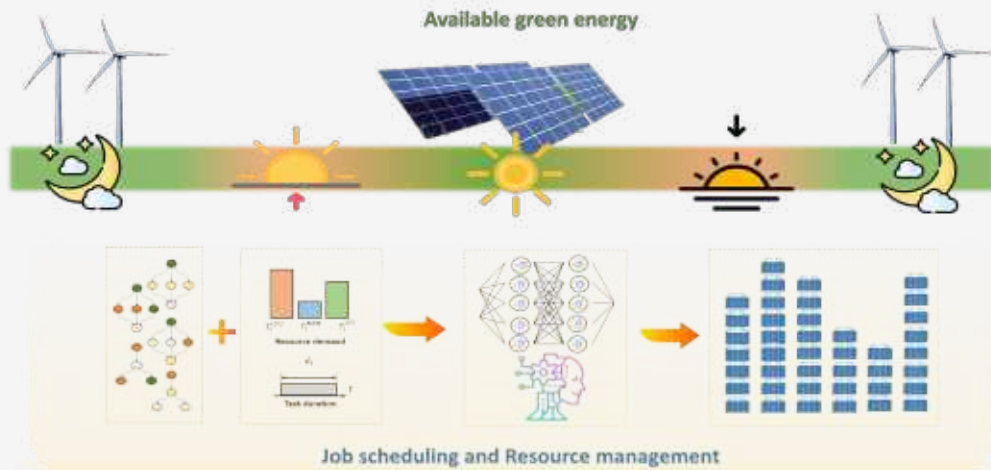 Available green energy
Resource demand
Task duration
Job scheduling and Resource management